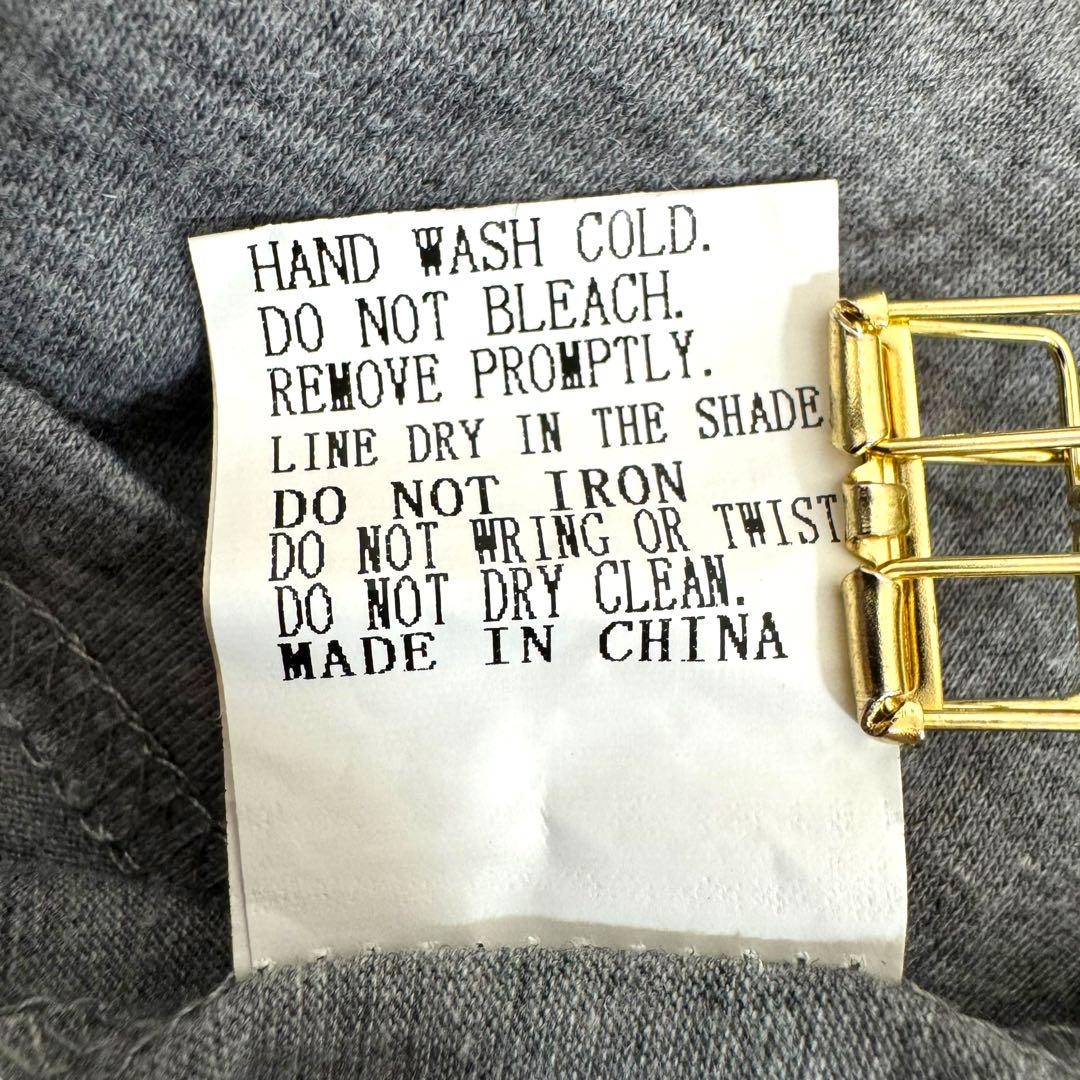 HAND WASH COLD.
DO NOT BLEACH.
REMOVE PROMPTLY.
LINE DRY IN THE SHADE
DO NOT IRON
DO NOT WRING OR TWIST
DO NOT DRY CLEAN.
MADE IN CHINA